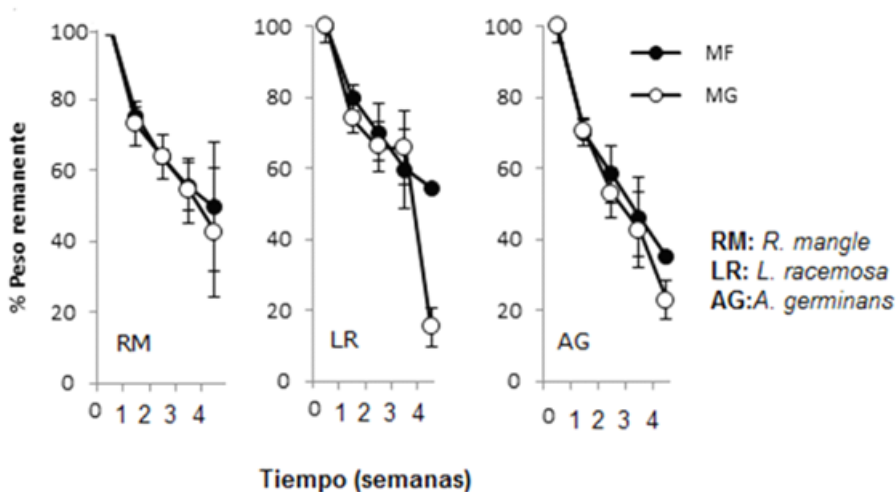 % Peso remanente
100
80
60
40
20
0
0 1 2 3 4
RM
100
80
60
40
20
0
0 1 2 3 4
LR
100
80
60
40
20
0
0 1 2 3 4
AG
MF
MG
RM: R. mangle
LR: L. racemosa
AG:A. germinans
Tiempo (semanas)